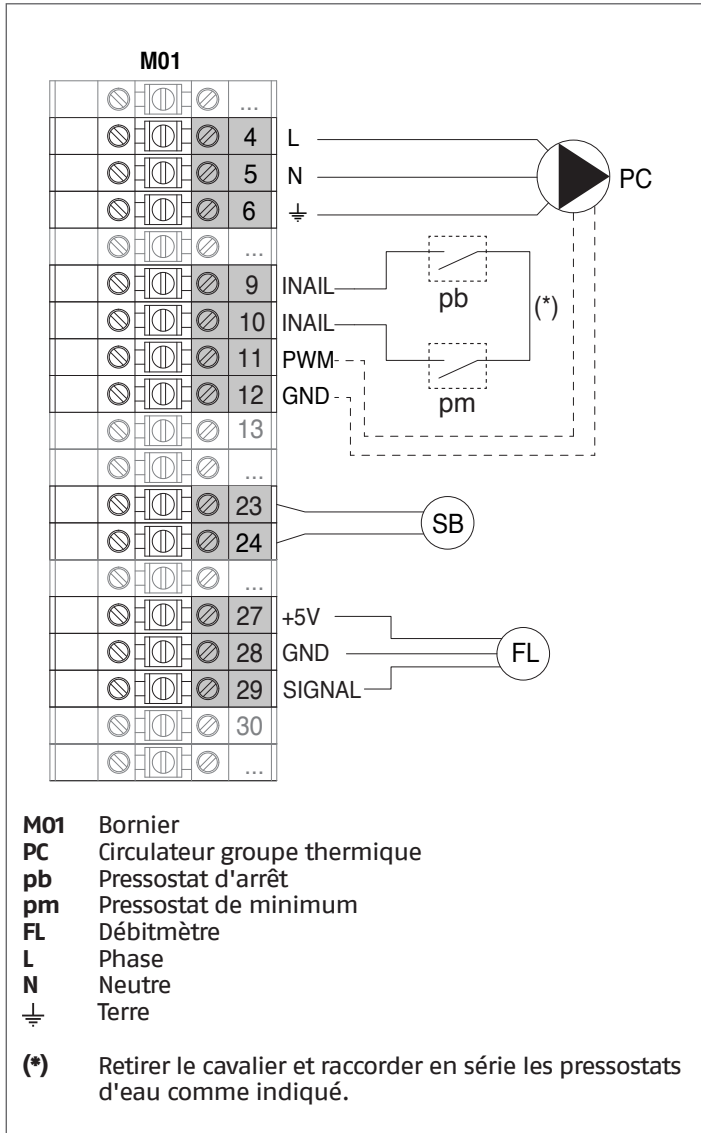 M01
...
4 L
5 N PC
6 ⏚
...
9 INAIL
pb (*)
10 INAIL
11 PWM
pm
12 GND
13
...
23
SB
24
...
27 +5V
28 GND FL
29 SIGNAL
30
...
M01 Bornier
PC Circulateur groupe thermique
pb Pressostat d'arrêt
pm Pressostat de minimum
FL Débitmètre
L Phase
N Neutre
⏚ Terre
(*) Retirer le cavalier et raccorder en série les pressostats
d'eau comme indiqué.